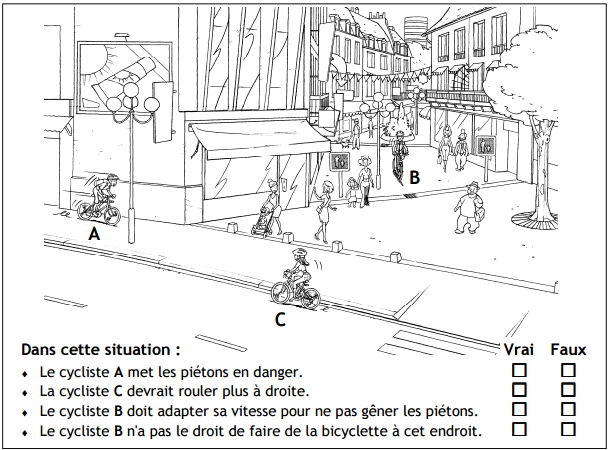 B
A
C
Dans cette situation : Vrai Faux
♦ Le cycliste A met les piétons en danger.
♦ La cycliste C devrait rouler plus à droite.
♦ Le cycliste B doit adapter sa vitesse pour ne pas gêner les piétons.
♦ Le cycliste B n'a pas le droit de faire de la bicyclette à cet endroit.